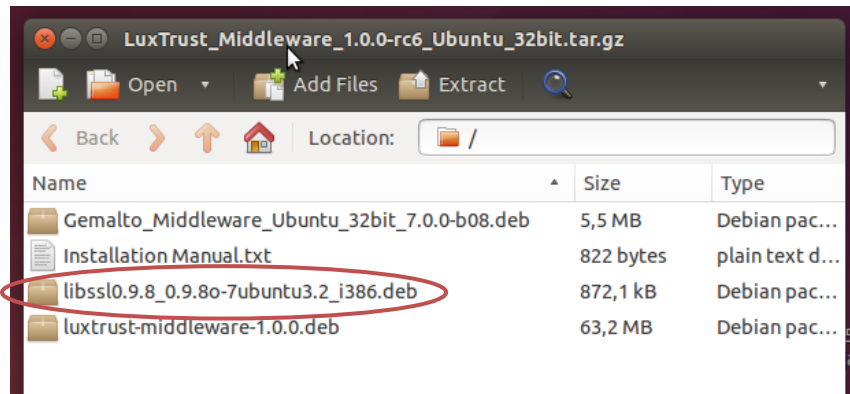 LuxTrust_Middleware_1.0.0-rc6_Ubuntu_32bit.tar.gz
Open Add Files Extract
Back Location: /
Name Size Type
Gemalto_Middleware_Ubuntu_32bit_7.0.0-b08.deb 5,5 MB Debian pac...
Installation Manual.txt 822 bytes plain text d...
libssl0.9.8_0.9.8o-7ubuntu3.2_i386.deb 872,1 kB Debian pac...
luxtrust-middleware-1.0.0.deb 63,2 MB Debian pac...